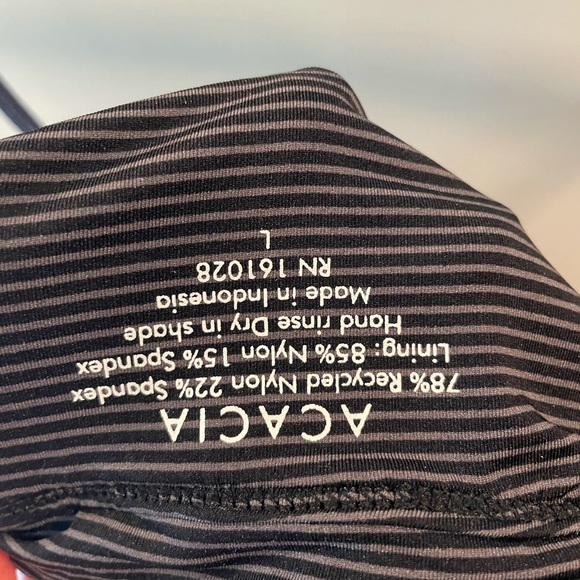 ACACIA
78% Recycled Nylon 22% Spandex
Lining: 85% Nylon 15% Spandex
Hand rinse Dry in shade
Made in Indonesia
RN 161028
L